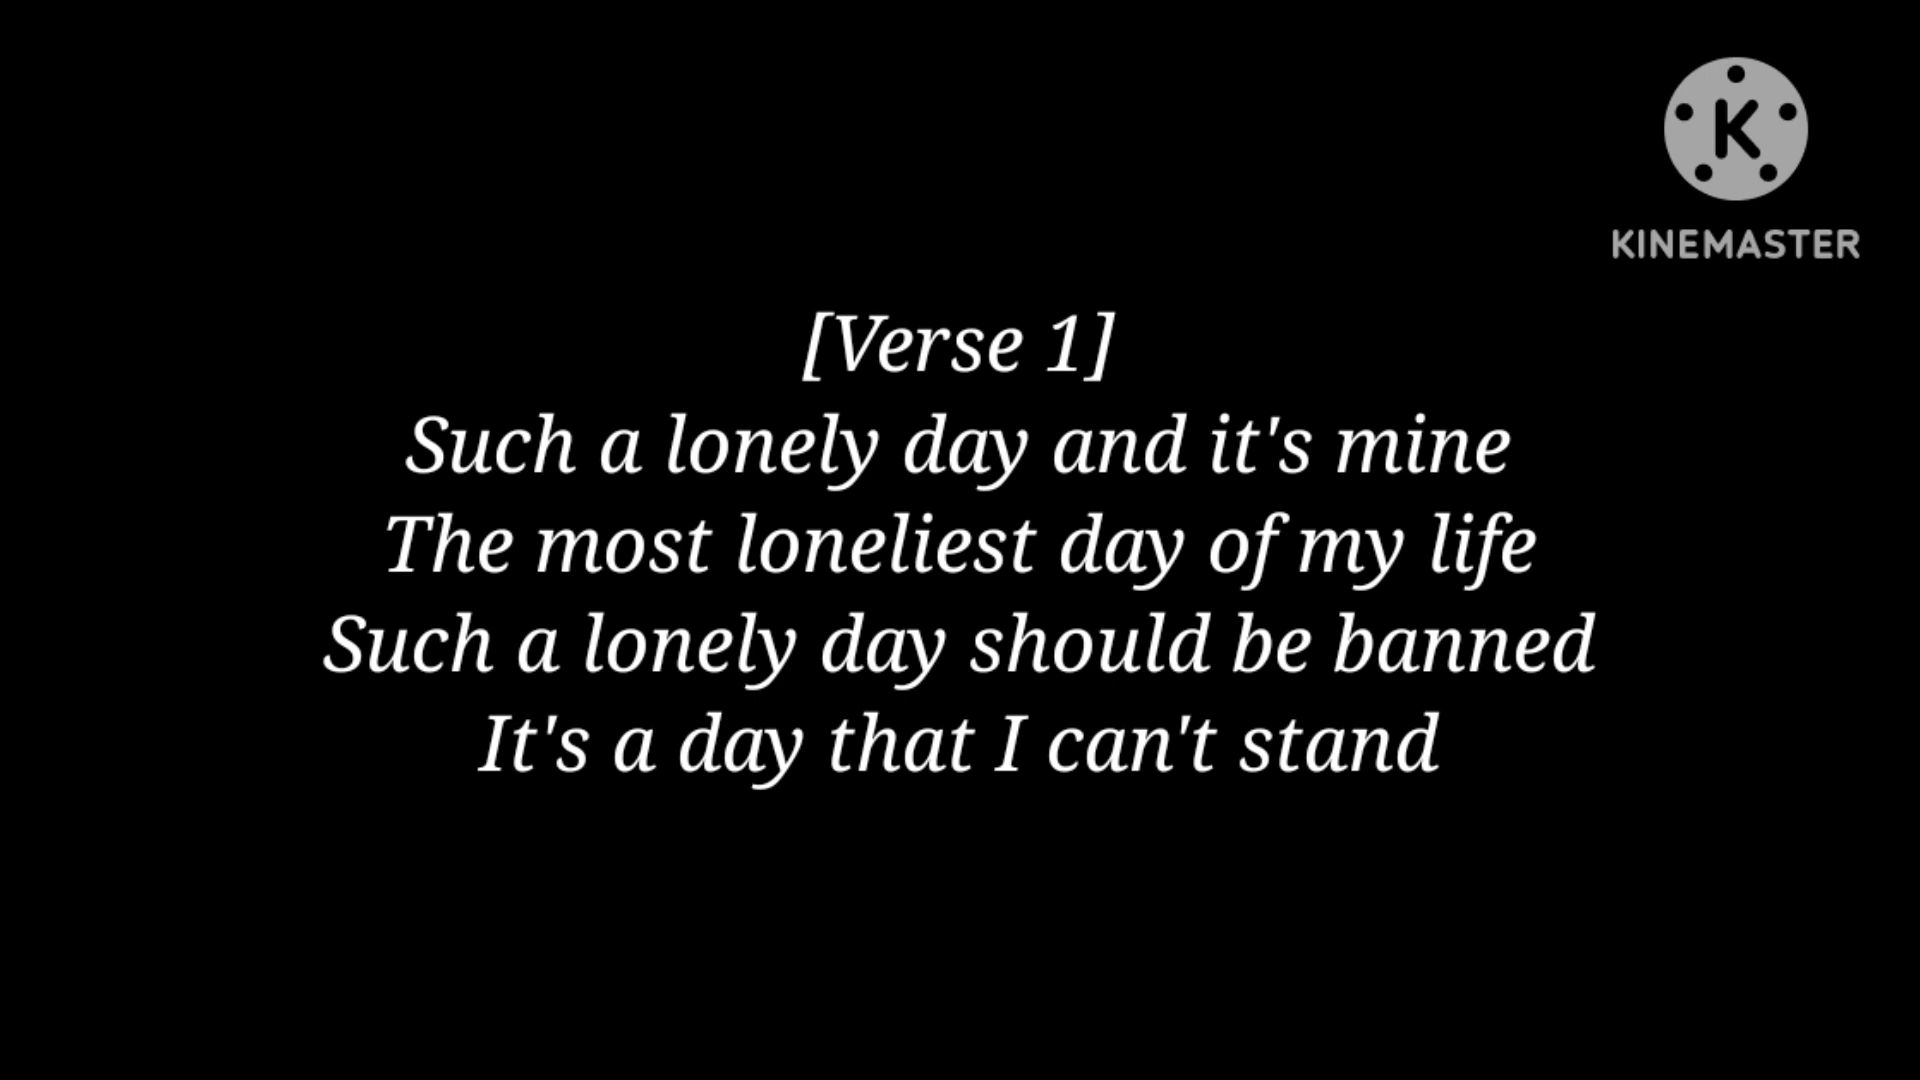 K
KINEMASTER
[Verse 1]
Such a lonely day and it's mine
The most loneliest day of my life
Such a lonely day should be banned
It's a day that I can't stand